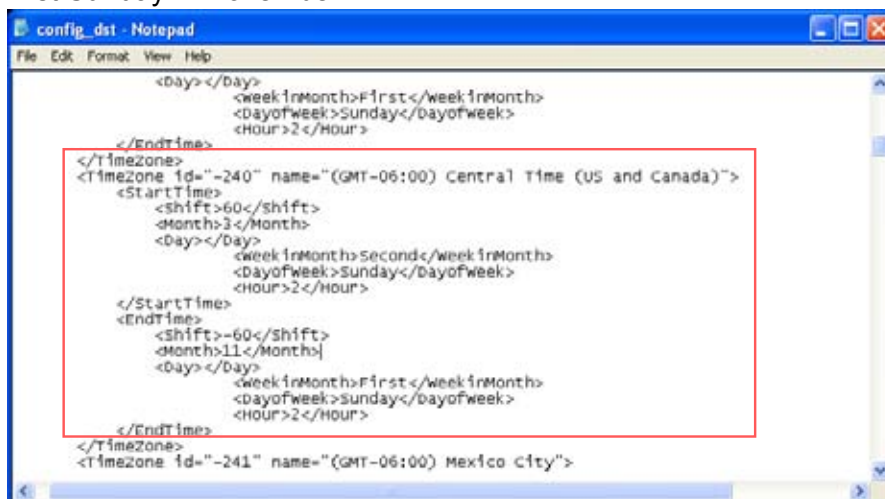 config_dst - Notepad
File Edit Format View Help
<Day></Day>
<WeekinMonth>First</WeekinMonth>
<DayofWeek>Sunday</DayofWeek>
<Hour>2</Hour>
</EndTime>
</TimeZone>
<TimeZone id="-240" name="(GMT-06:00) Central Time (US and Canada)">
<StartTime>
<Shift>60</Shift>
<Month>3</Month>
<Day></Day>
<WeekinMonth>Second</WeekinMonth>
<DayofWeek>Sunday</DayofWeek>
<Hour>2</Hour>
</StartTime>
<EndTime>
<Shift>-60</Shift>
<Month>11</Month>
<Day></Day>
<WeekinMonth>First</WeekinMonth>
<DayofWeek>Sunday</DayofWeek>
<Hour>2</Hour>
</EndTime>
</TimeZone>
<TimeZone id="-241" name="(GMT-06:00) Mexico City">